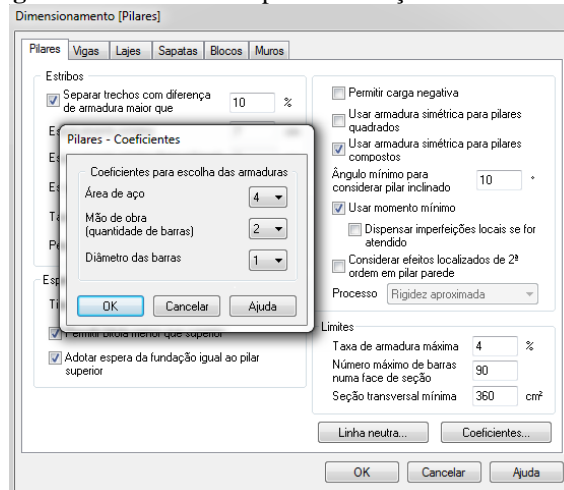 Dimensionamento [Pilares]
Pilares Vigas Lajes Sapatas Blocos Muros
Estribos
Separar trechos com diferença
de armadura maior que 10 %
Pilares - Coeficientes
Coeficientes para escolha das armaduras
Área de aço 4
Mão de obra
(quantidade de barras) 2
Diâmetro das barras 1
OK Cancelar Ajuda
Permitir bitola menor que superior
Adotar espera da fundação igual ao pilar
superior
Permitir carga negativa
Usar armadura simétrica para pilares
quadrados
Usar armadura simétrica para pilares
compostos
Ângulo mínimo para
considerar pilar inclinado 10 °
Usar momento mínimo
Dispensar imperfeições locais se for
atendido
Considerar efeitos localizados de 2ª
ordem em pilar parede
Processo Rigidez aproximada
Limites
Taxa de armadura máxima 4 %
Número máximo de barras
numa face de seção 90
Seção transversal mínima 360 cm²
Linha neutra... Coeficientes...
OK Cancelar Ajuda